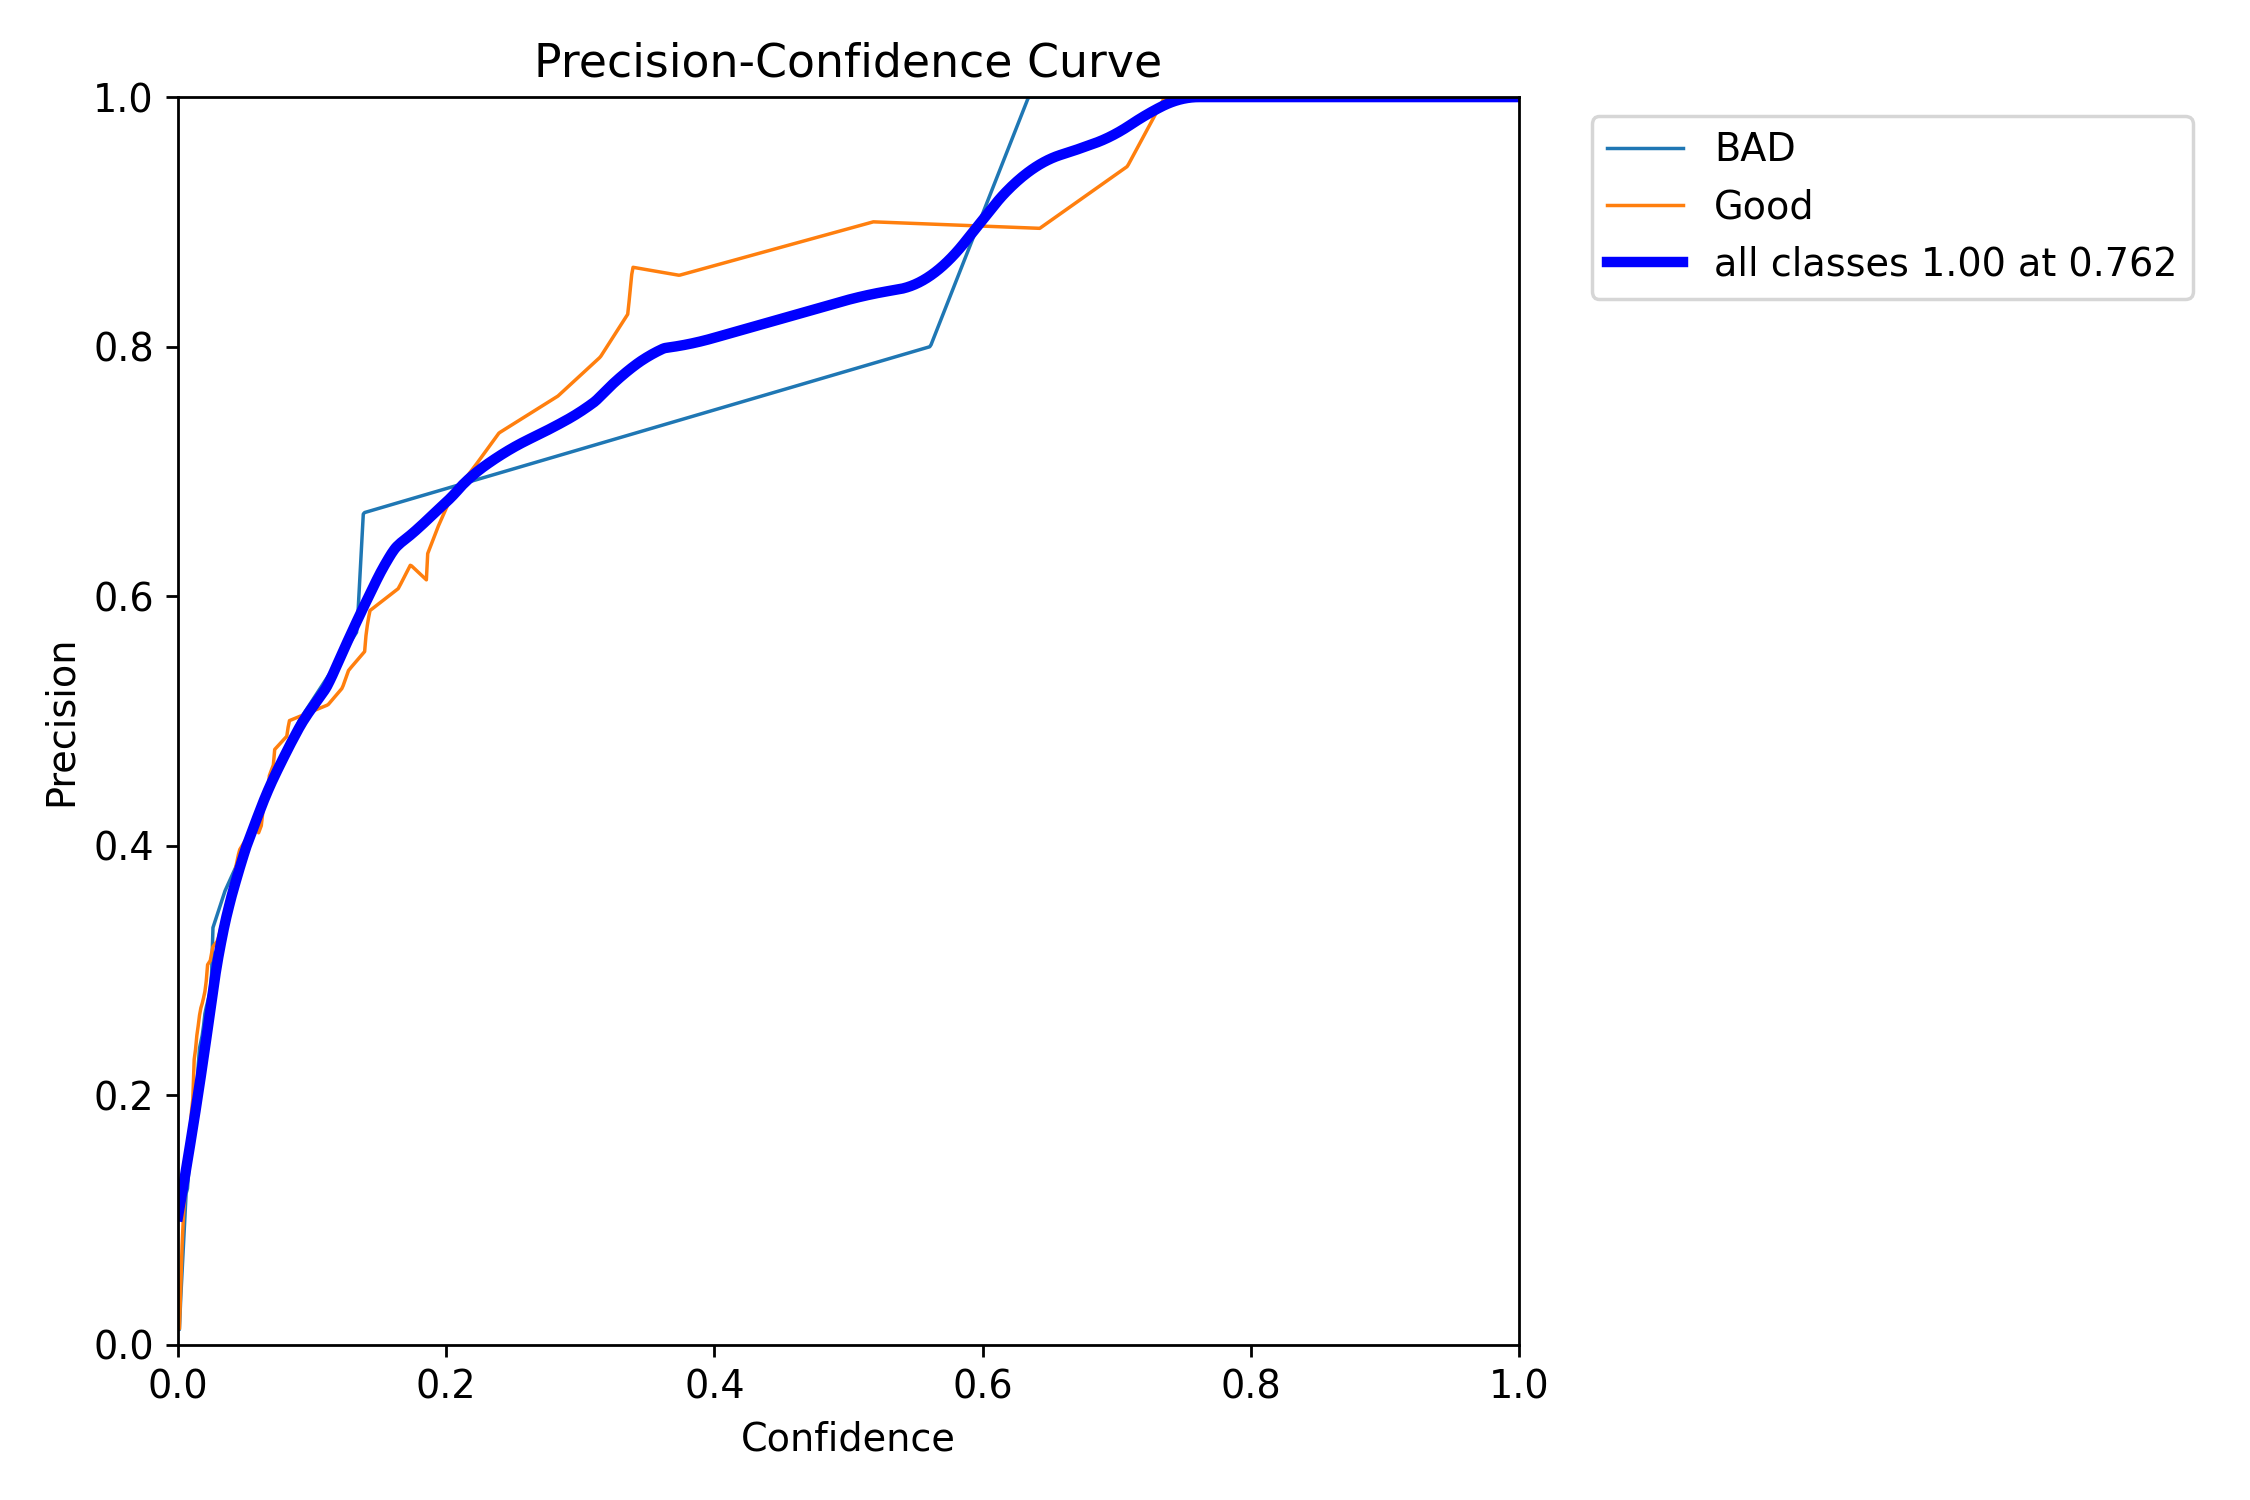 Precision-Confidence Curve
1.0
0.8
0.6
0.4
0.2
0.0
Precision
0.0 0.2 0.4 0.6 0.8 1.0
Confidence
BAD
Good
all classes 1.00 at 0.762